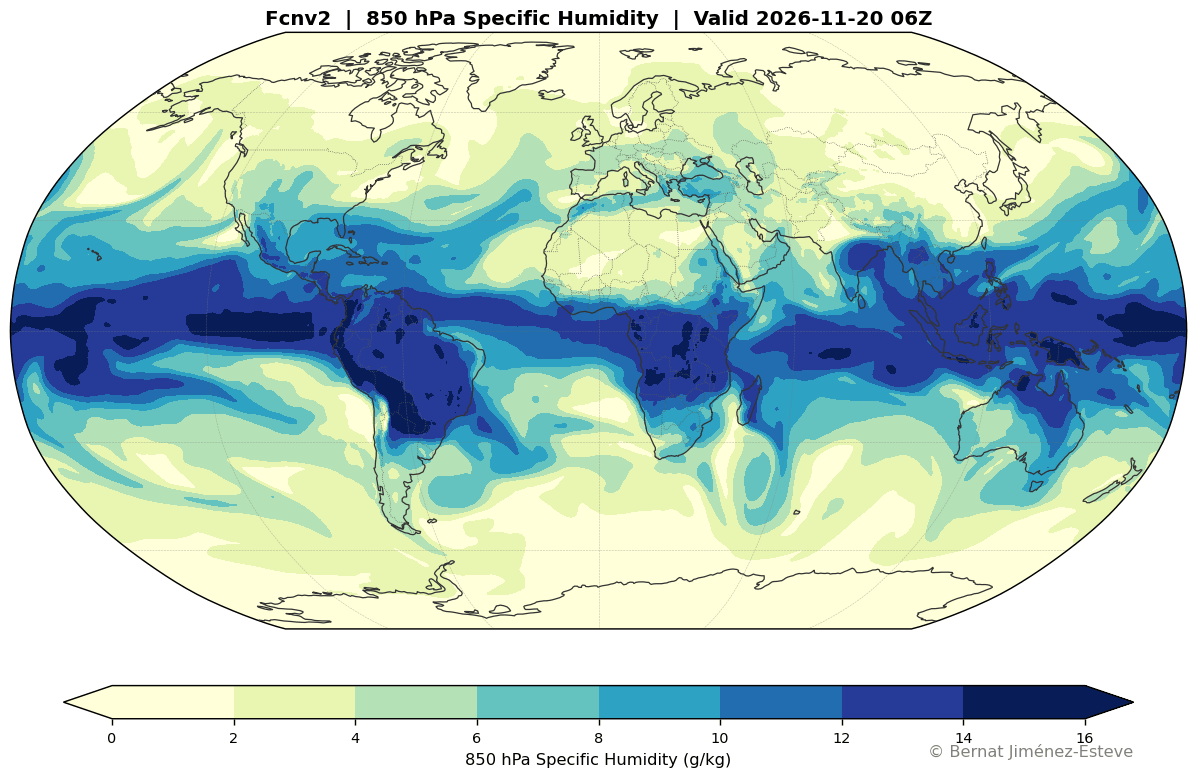 Fcnv2 | 850 hPa Specific Humidity | Valid 2026-11-20 06Z
0 2 4 6 8 10 12 14 16
850 hPa Specific Humidity (g/kg)
© Bernat Jiménez-Esteve